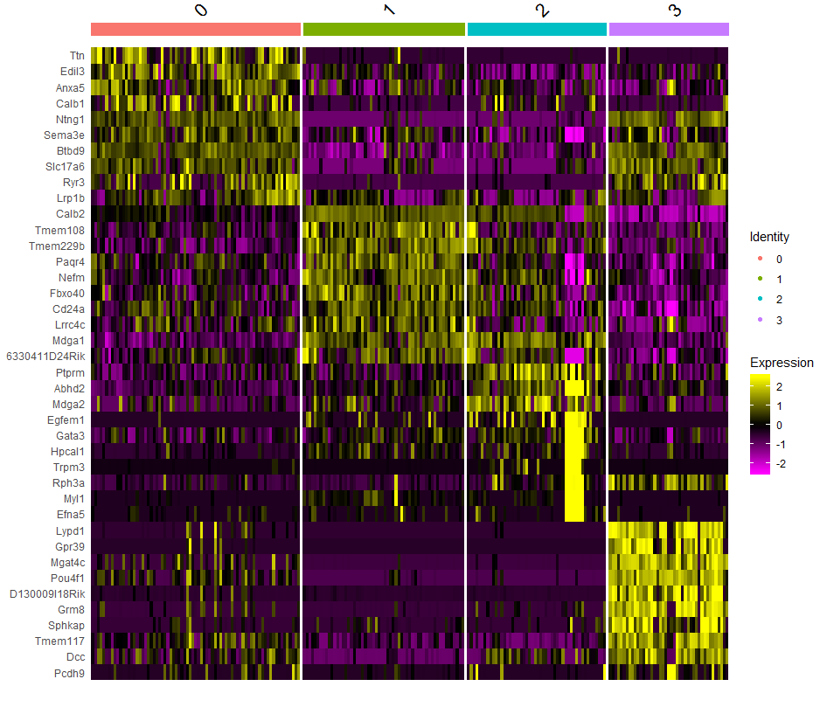 0 1 2 3
Ttn
Edil3
Anxa5
Calb1
Ntng1
Sema3e
Btbd9
Slc17a6
Ryr3
Lrp1b
Calb2
Tmem108
Tmem229b
Paqr4
Nefm
Fbxo40
Cd24a
Lrrc4c
Mdga1
6330411D24Rik
Ptprm
Abhd2
Mdga2
Egfem1
Gata3
Hpcal1
Trpm3
Rph3a
Myl1
Efna5
Lypd1
Gpr39
Mgat4c
Pou4f1
D130009I18Rik
Grm8
Sphkap
Tmem117
Dcc
Pcdh9
Identity
0
1
2
3
Expression
2
1
0
-1
-2